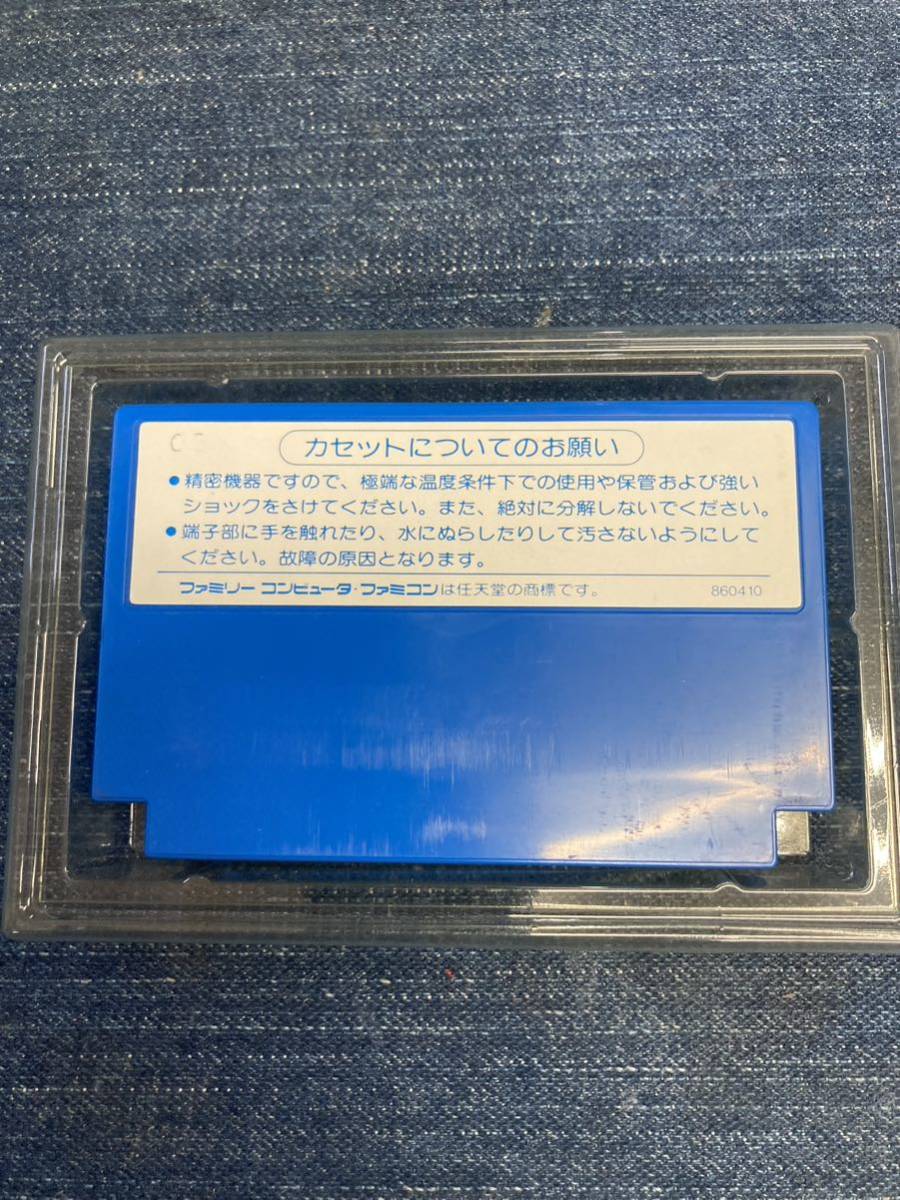 カセットについてのお願い
●精密機器ですので、極端な温度条件下での使用や保管および強い
ショックをさけてください。また、絶対に分解しないでください。
●端子部に手を触れたり、水にぬらしたりして汚さないようにして
ください。故障の原因となります。
ファミリー コンピュータ・ファミコンは任天堂の商標です。 860410